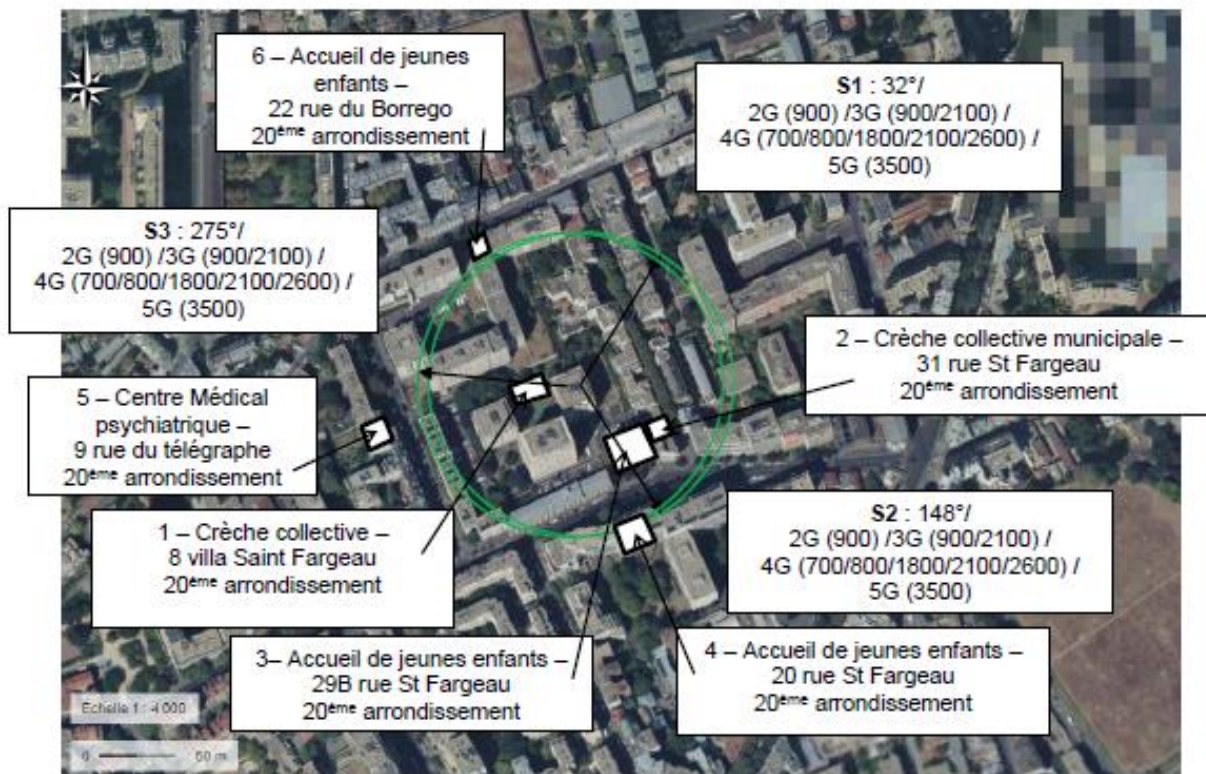 6 – Accueil de jeunes
enfants –
22 rue du Borrego
20ème arrondissement
S1 : 32°/
2G (900) /3G (900/2100) /
4G (700/800/1800/2100/2600) /
5G (3500)
S3 : 275°/
2G (900) /3G (900/2100) /
4G (700/800/1800/2100/2600) /
5G (3500)
2 – Crèche collective municipale –
31 rue St Fargeau
20ème arrondissement
5 – Centre Médical
psychiatrique –
9 rue du télégraphe
20ème arrondissement
1 – Crèche collective –
8 villa Saint Fargeau
20ème arrondissement
S2 : 148°/
2G (900) /3G (900/2100) /
4G (700/800/1800/2100/2600) /
5G (3500)
3– Accueil de jeunes enfants –
29B rue St Fargeau
20ème arrondissement
4 – Accueil de jeunes enfants –
20 rue St Fargeau
20ème arrondissement
Echelle 1 : 4 000
0 50 m